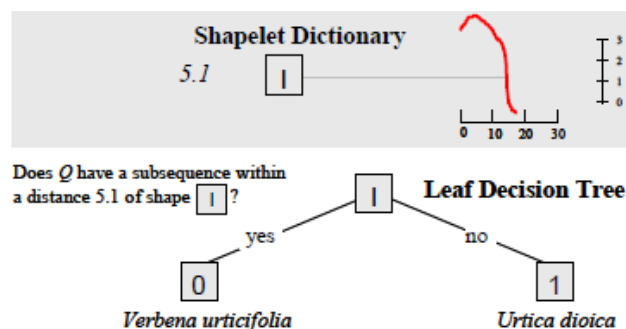 Shapelet Dictionary
5.1 I
3
2
1
0
0 10 20 30
Does Q have a subsequence within
a distance 5.1 of shape I ?
I
Leaf Decision Tree
yes no
0 1
Verbena urticifolia Urtica dioica